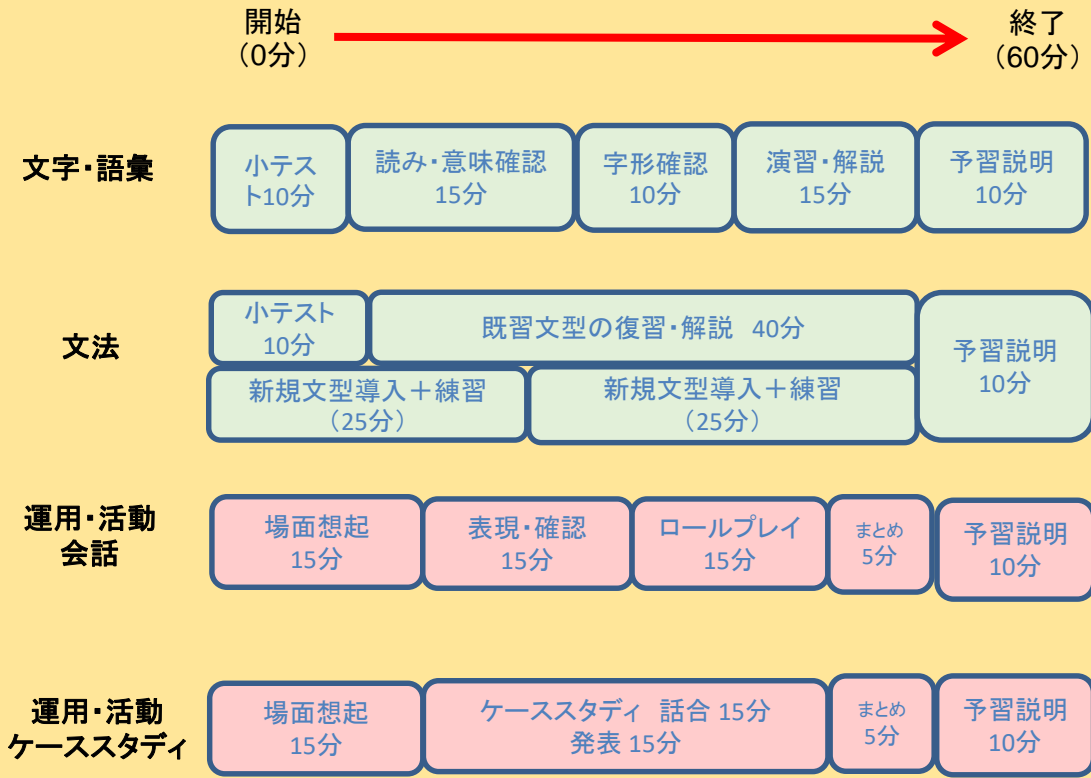 開始
（0分）
終了
（60分）
文字・語彙
小テス
ト10分
読み・意味確認
15分
字形確認
10分
演習・解説
15分
予習説明
10分
文法
小テスト
10分
既習文型の復習・解説 40分
新規文型導入＋練習
（25分）
新規文型導入＋練習
（25分）
予習説明
10分
運用・活動
会話
場面想起
15分
表現・確認
15分
ロールプレイ
15分
まとめ
5分
予習説明
10分
運用・活動
ケーススタディ
場面想起
15分
ケーススタディ 話合 15分
発表 15分
まとめ
5分
予習説明
10分